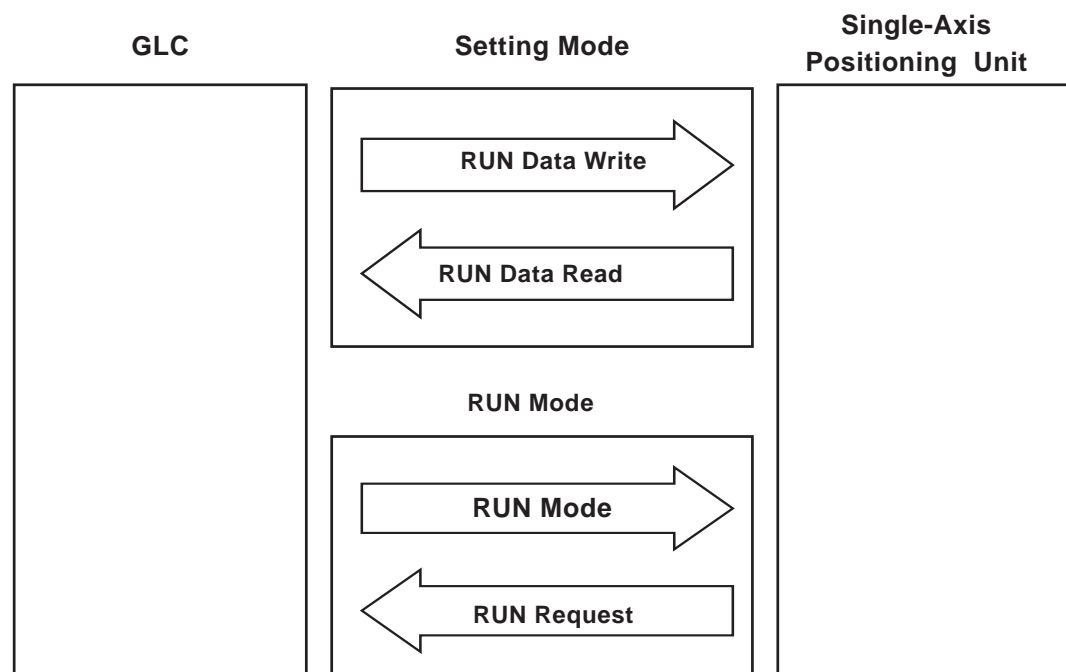 GLC
Setting Mode
Single-Axis
Positioning Unit
RUN Data Write
RUN Data Read
RUN Mode
RUN Mode
RUN Request